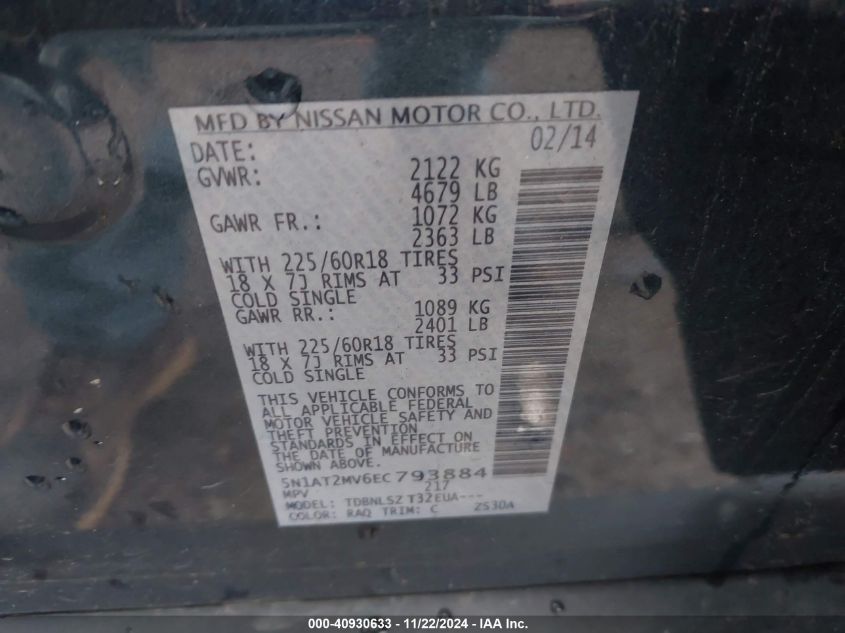 MFD BY NISSAN MOTOR CO., LTD.
DATE: 02/14
GVWR: 2122 KG
4679 LB
GAWR FR.: 1072 KG
2363 LB
WITH 225/60R18 TIRES
18 X 7J RIMS AT 33 PSI
COLD SINGLE
GAWR RR.: 1089 KG
2401 LB
WITH 225/60R18 TIRES
18 X 7J RIMS AT 33 PSI
COLD SINGLE
THIS VEHICLE CONFORMS TO
ALL APPLICABLE FEDERAL
MOTOR VEHICLE SAFETY AND
THEFT PREVENTION
STANDARDS IN EFFECT ON
THE DATE OF MANUFACTURE
SHOWN ABOVE.
5N1AT2MV6EC793884
MPV 217
MODEL: TDBNLSZ T32EUA---
COLOR: RAQ TRIM: C ZS30A
000-40930633 - 11/22/2024 - IAA Inc.